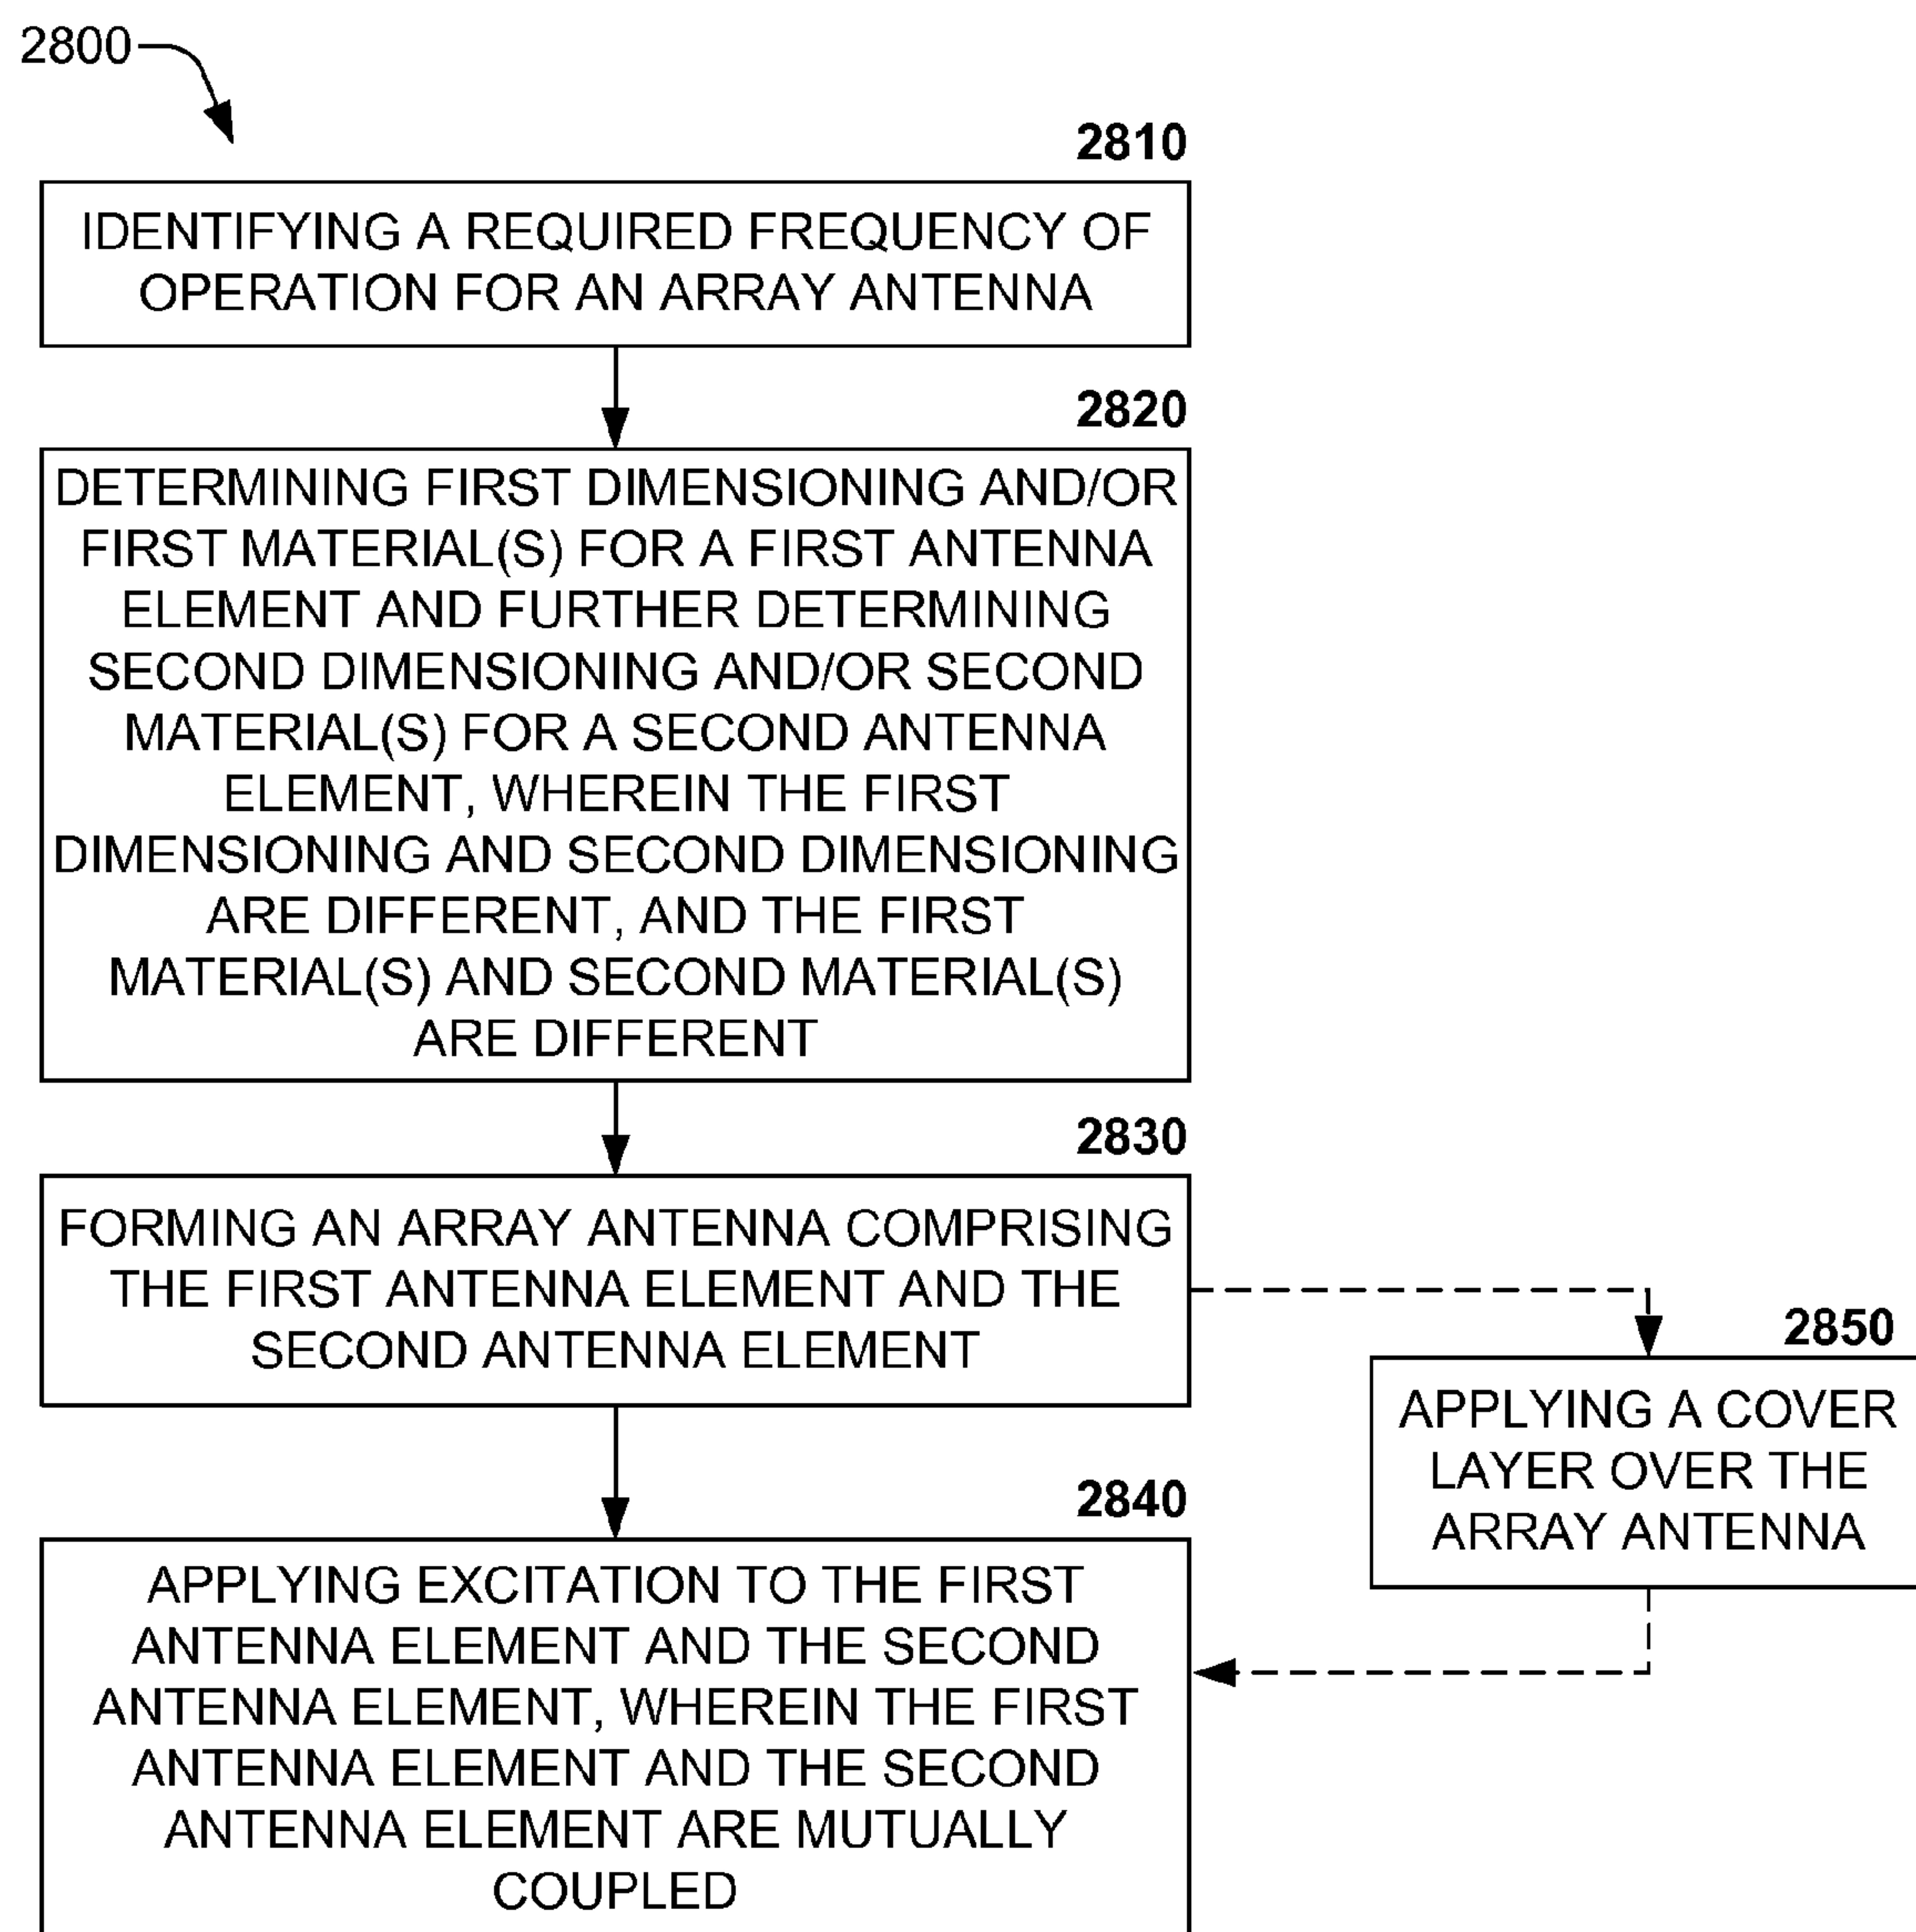 2800
2810
IDENTIFYING A REQUIRED FREQUENCY OF
OPERATION FOR AN ARRAY ANTENNA
2820
DETERMINING FIRST DIMENSIONING AND/OR
FIRST MATERIAL(S) FOR A FIRST ANTENNA
ELEMENT AND FURTHER DETERMINING
SECOND DIMENSIONING AND/OR SECOND
MATERIAL(S) FOR A SECOND ANTENNA
ELEMENT, WHEREIN THE FIRST
DIMENSIONING AND SECOND DIMENSIONING
ARE DIFFERENT, AND THE FIRST
MATERIAL(S) AND SECOND MATERIAL(S)
ARE DIFFERENT
2830
FORMING AN ARRAY ANTENNA COMPRISING
THE FIRST ANTENNA ELEMENT AND THE
SECOND ANTENNA ELEMENT
2850
APPLYING A COVER
LAYER OVER THE
ARRAY ANTENNA
2840
APPLYING EXCITATION TO THE FIRST
ANTENNA ELEMENT AND THE SECOND
ANTENNA ELEMENT, WHEREIN THE FIRST
ANTENNA ELEMENT AND THE SECOND
ANTENNA ELEMENT ARE MUTUALLY
COUPLED